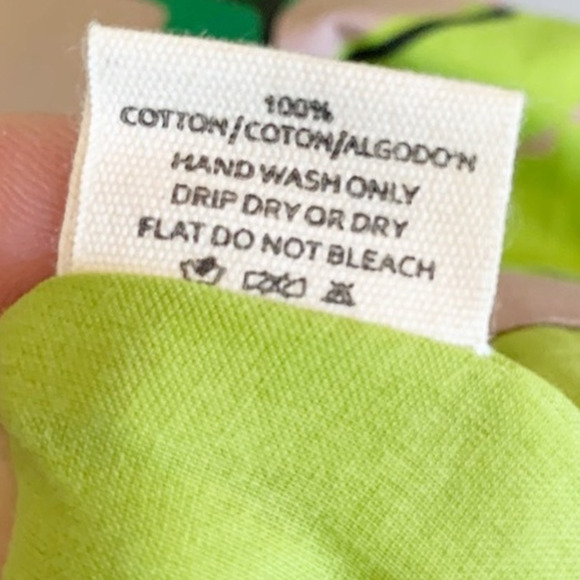 100%
COTTON/COTON/ALGODO'N
HAND WASH ONLY
DRIP DRY OR DRY
FLAT DO NOT BLEACH